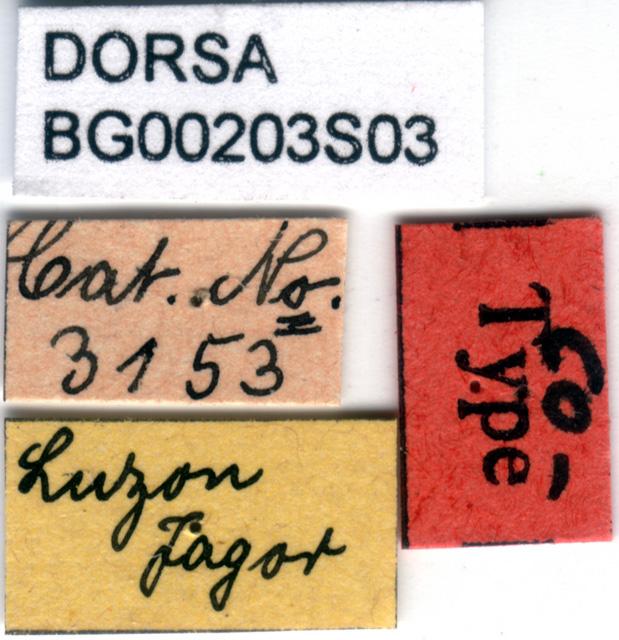 DORSA
BG00203S03
Cat. No.
3153
Luzon
Jagor
Co-
Type